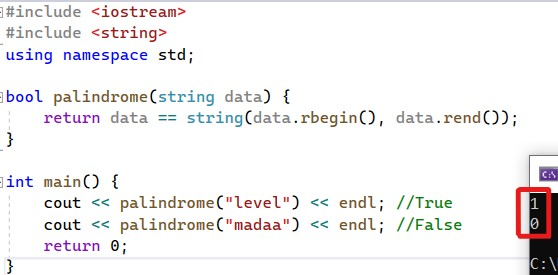 #include <iostream>
#include <string>
using namespace std;
bool palindrome(string data) {
    return data == string(data.rbegin(), data.rend());
}
int main() {
    cout << palindrome("level") << endl; //True
    cout << palindrome("madaa") << endl; //False
    return 0;
}
C:\
1
0
C:\